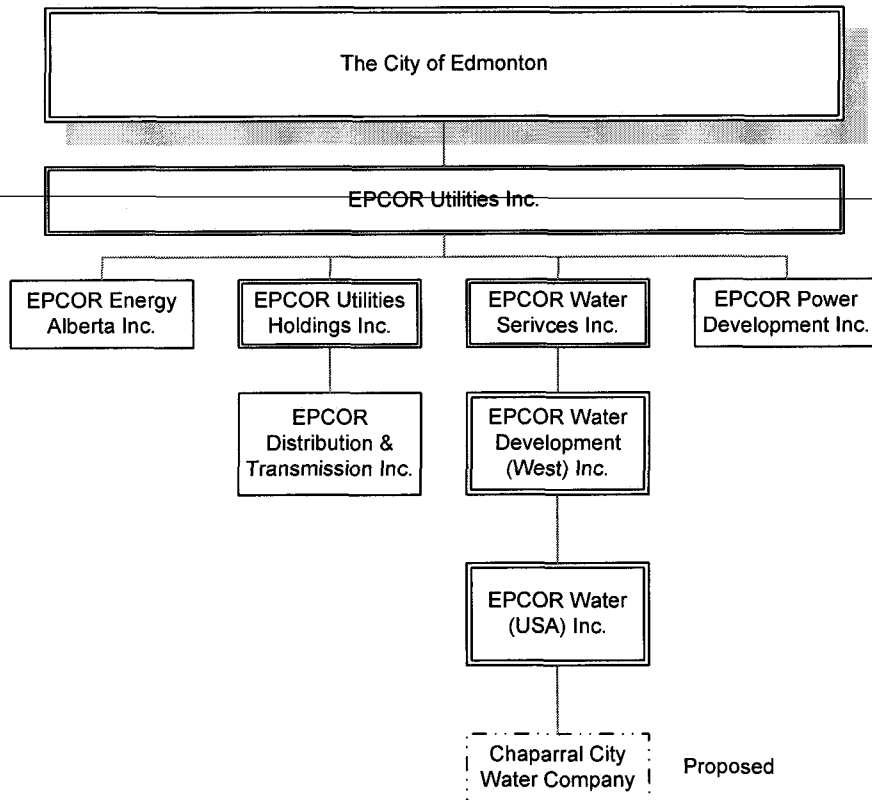 The City of Edmonton
EPCOR Utilities Inc.
EPCOR Energy
Alberta Inc.
EPCOR Utilities
Holdings Inc.
EPCOR Water
Serivces Inc.
EPCOR Power
Development Inc.
EPCOR
Distribution &
Transmission Inc.
EPCOR Water
Development
(West) Inc.
EPCOR Water
(USA) Inc.
Chaparral City
Water Company
Proposed